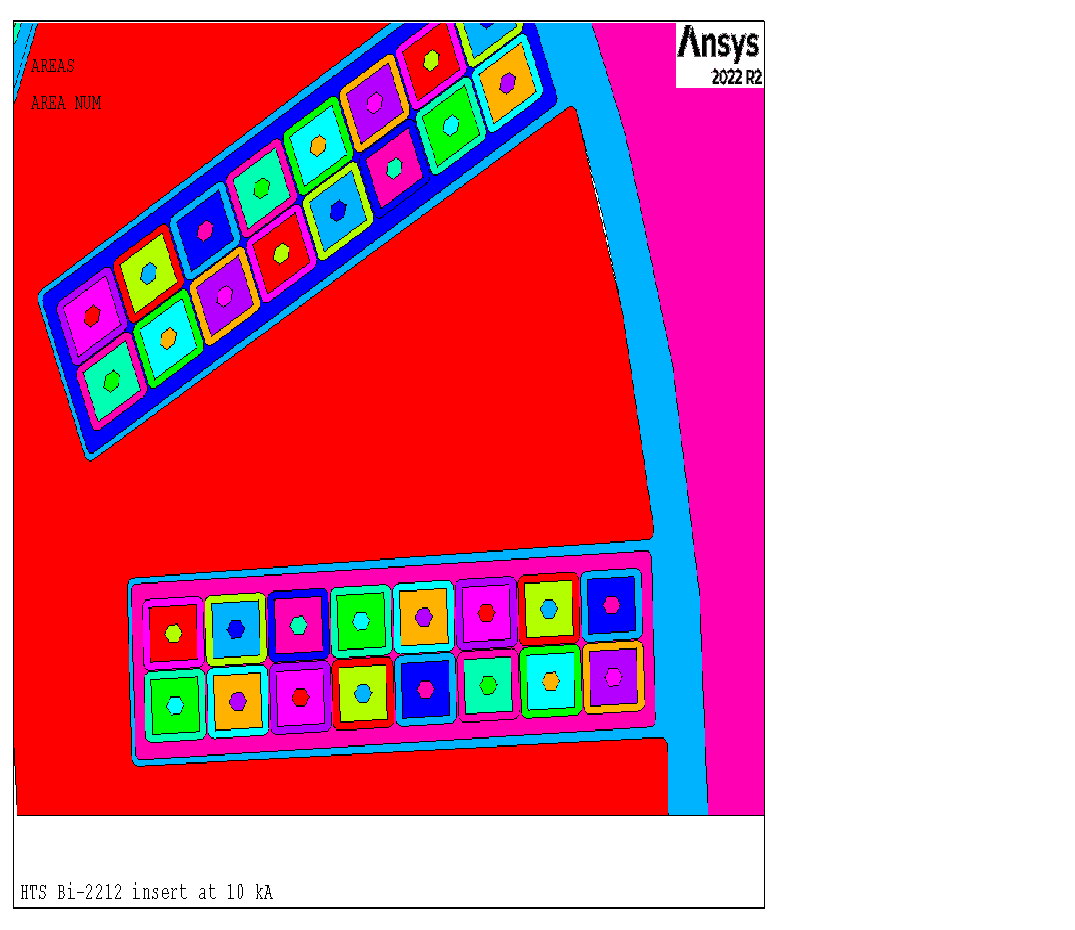 Ansys
2022 R2
AREAS
AREA NUM
HTS Bi-2212 insert at 10 kA